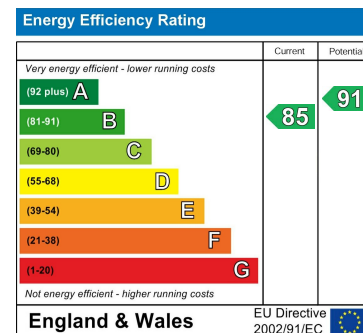 Energy Efficiency Rating
Current Potentia
Very energy efficient - lower running costs
(92 plus) A
(81-91) B
(69-80) C
(55-68) D
(39-54) E
(21-38) F
(1-20) G
85
91
Not energy efficient - higher running costs
England & Wales
EU Directive
2002/91/EC